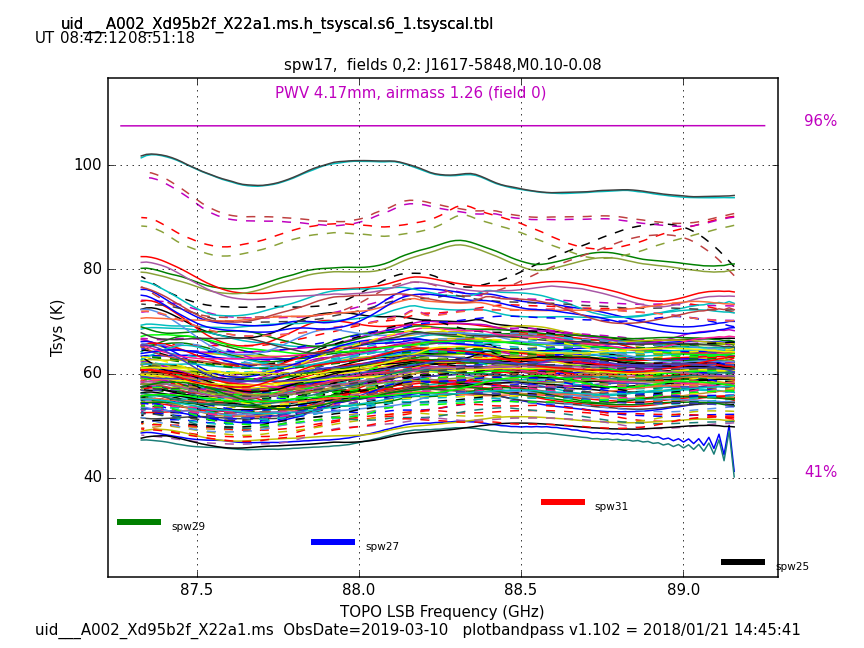 uid___A002_Xd95b2f_X22a1.ms.h_tsyscal.s6_1.tsyscal.tbl
UT 08:42:12 08:51:18
spw17,  fields 0,2: J1617-5848,M0.10-0.08
PWV 4.17mm, airmass 1.26 (field 0)
96%
100
80
Tsys (K)
60
40
41%
spw31
spw29
spw27
spw25
87.5 88.0 88.5 89.0
TOPO LSB Frequency (GHz)
uid___A002_Xd95b2f_X22a1.ms  ObsDate=2019-03-10   plotbandpass v1.102 = 2018/01/21 14:45:41